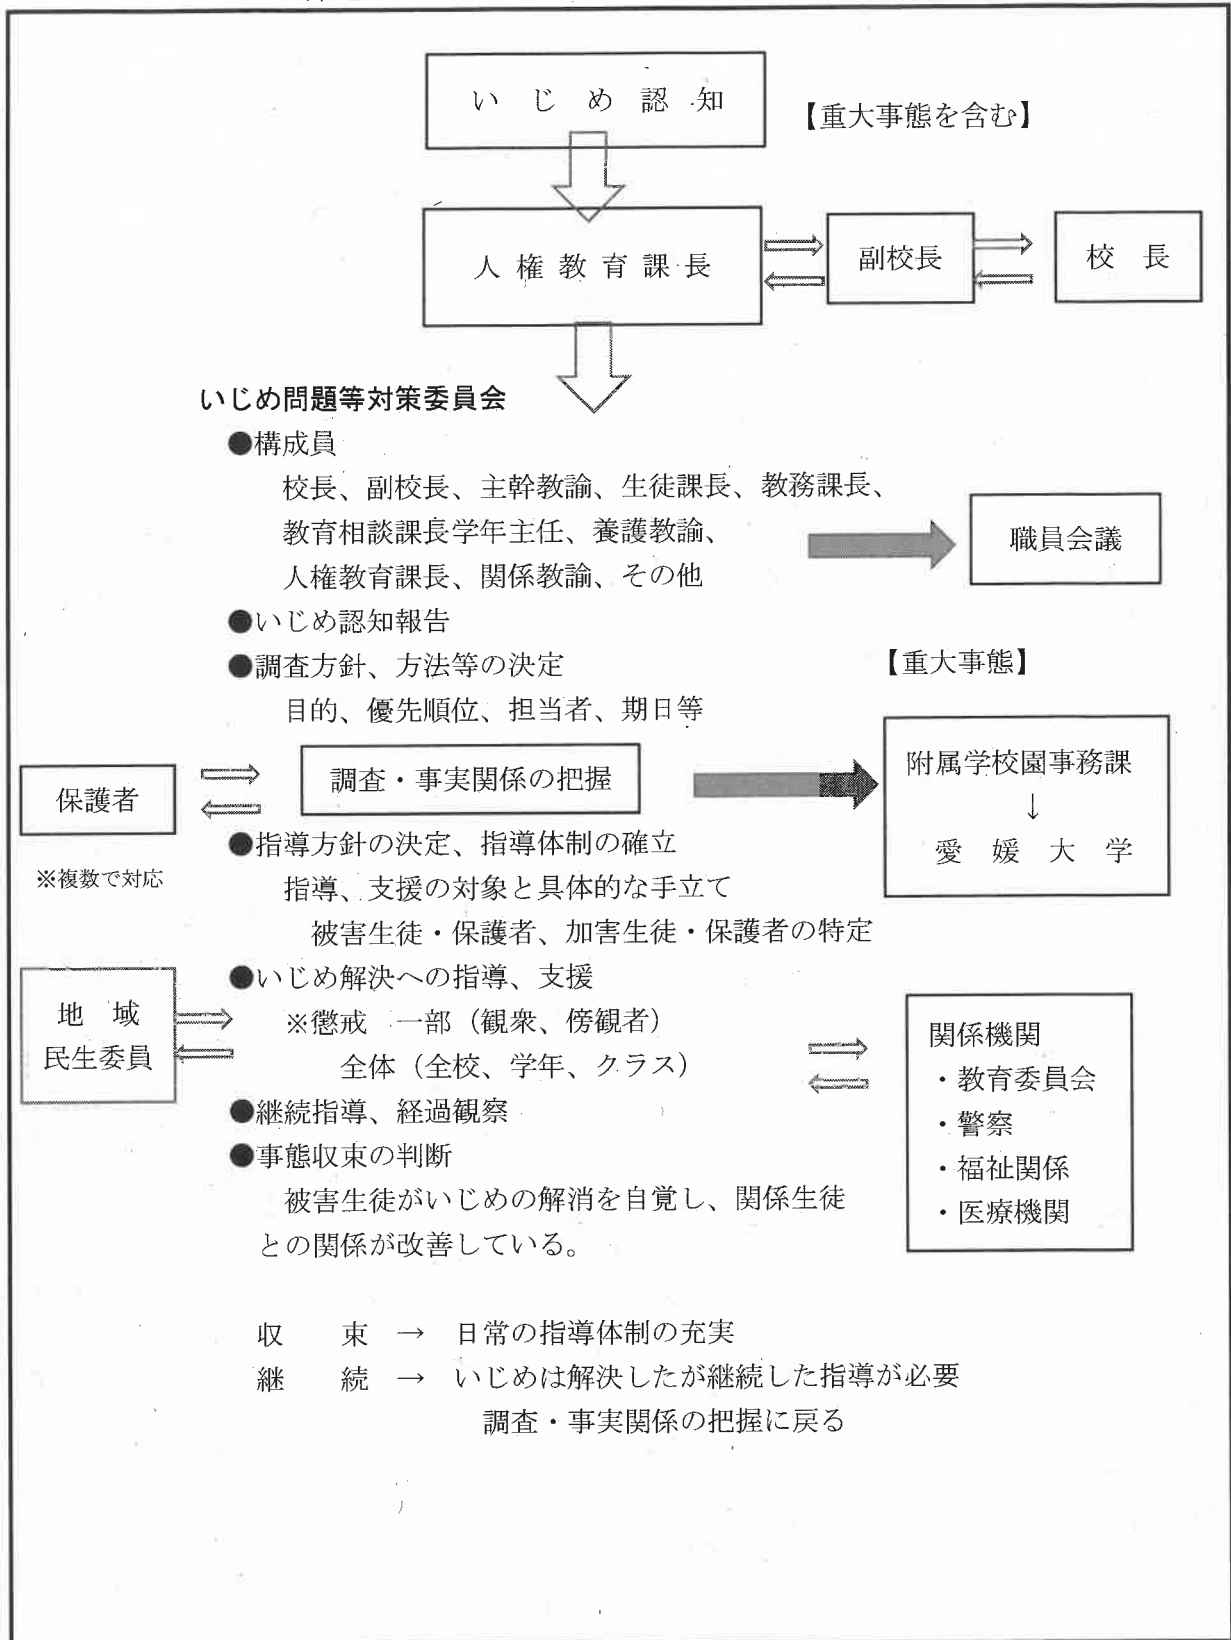 いじめ認知
【重大事態を含む】
人権教育課長
副校長
校長
いじめ問題等対策委員会
●構成員
校長、副校長、主幹教諭、生徒課長、教務課長、
教育相談課長学年主任、養護教諭、
人権教育課長、関係教諭、その他
職員会議
●いじめ認知報告
●調査方針、方法等の決定
目的、優先順位、担当者、期日等
【重大事態】
保護者
※複数で対応
調査・事実関係の把握
附属学校園事務課
↓
愛媛大学
●指導方針の決定、指導体制の確立
指導、支援の対象と具体的な手立て
被害生徒・保護者、加害生徒・保護者の特定
地域
民生委員
●いじめ解決への指導、支援
※懲戒 一部（観衆、傍観者）
全体（全校、学年、クラス）
●継続指導、経過観察
●事態収束の判断
被害生徒がいじめの解消を自覚し、関係生徒
との関係が改善している。
関係機関
・教育委員会
・警察
・福祉関係
・医療機関
収束 → 日常の指導体制の充実
継続 → いじめは解決したが継続した指導が必要
調査・事実関係の把握に戻る